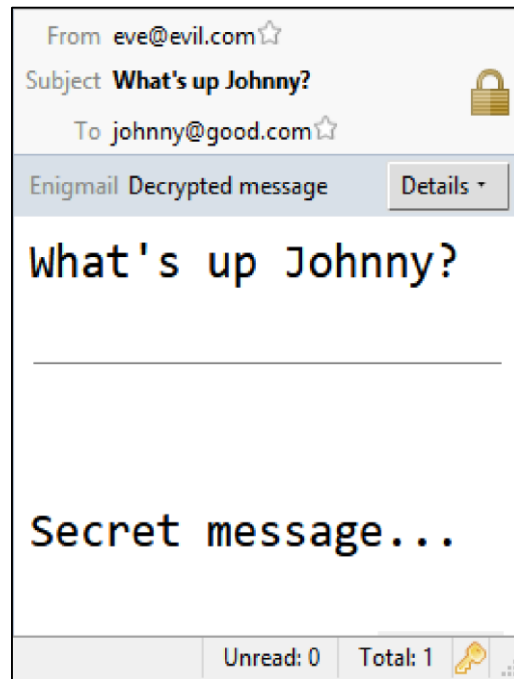 From eve@evil.com
Subject What's up Johnny?
To johnny@good.com
Enigmail Decrypted message Details
What's up Johnny?
Secret message...
Unread: 0 Total: 1